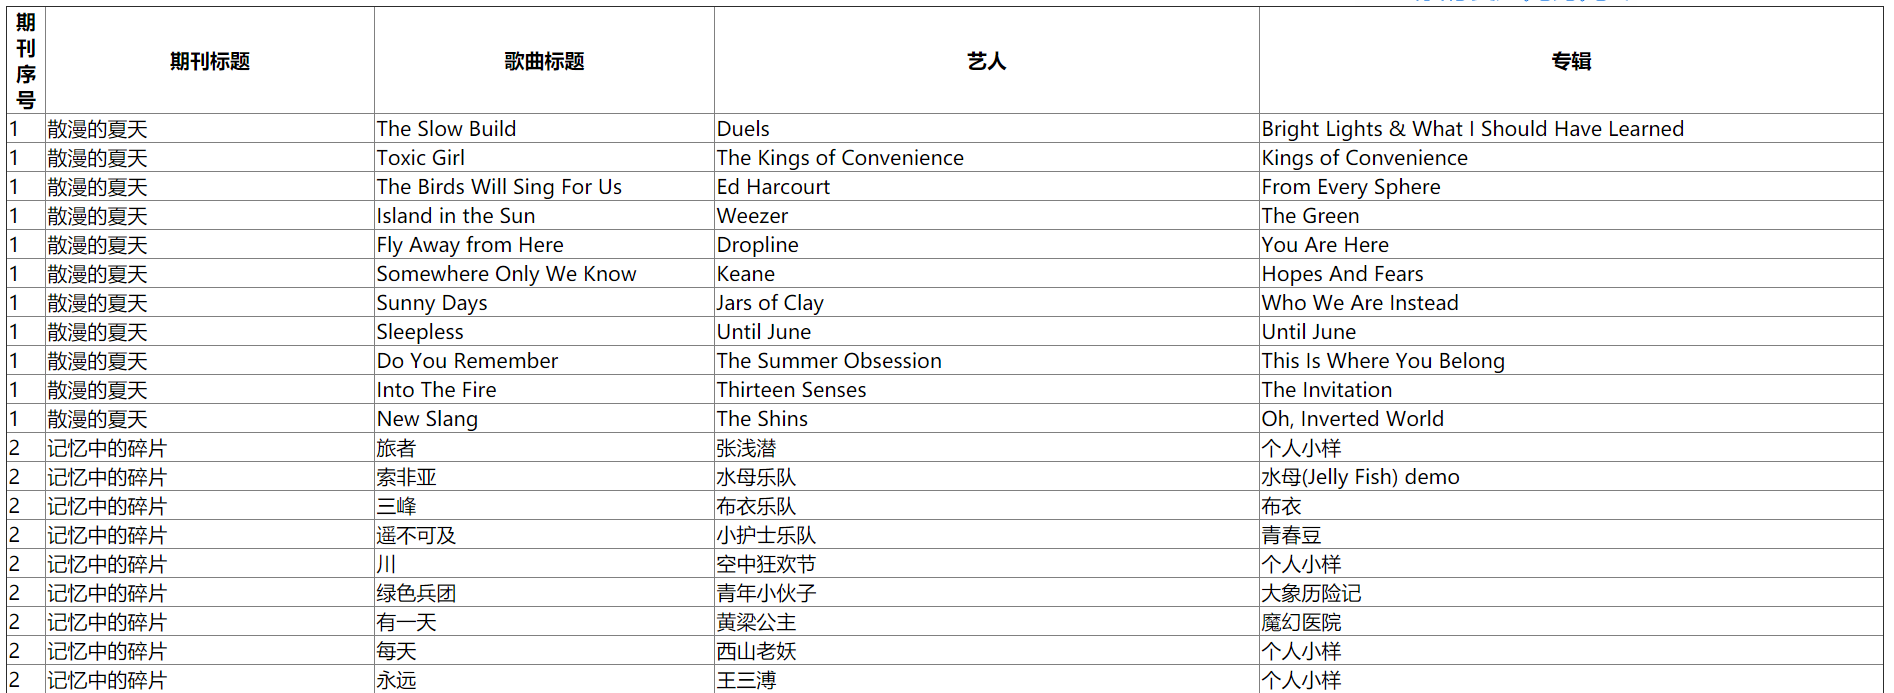 期刊序号 期刊标题 歌曲标题 艺人 专辑
1 散漫的夏天 The Slow Build Duels Bright Lights & What I Should Have Learned
1 散漫的夏天 Toxic Girl The Kings of Convenience Kings of Convenience
1 散漫的夏天 The Birds Will Sing For Us Ed Harcourt From Every Sphere
1 散漫的夏天 Island in the Sun Weezer The Green
1 散漫的夏天 Fly Away from Here Dropline You Are Here
1 散漫的夏天 Somewhere Only We Know Keane Hopes And Fears
1 散漫的夏天 Sunny Days Jars of Clay Who We Are Instead
1 散漫的夏天 Sleepless Until June Until June
1 散漫的夏天 Do You Remember The Summer Obsession This Is Where You Belong
1 散漫的夏天 Into The Fire Thirteen Senses The Invitation
1 散漫的夏天 New Slang The Shins Oh, Inverted World
2 记忆中的碎片 旅者 张浅潜 个人小样
2 记忆中的碎片 索非亚 水母乐队 水母(Jelly Fish) demo
2 记忆中的碎片 三峰 布衣乐队 布衣
2 记忆中的碎片 遥不可及 小护士乐队 青春豆
2 记忆中的碎片 川 空中狂欢节 个人小样
2 记忆中的碎片 绿色兵团 青年小伙子 大象历险记
2 记忆中的碎片 有一天 黄梁公主 魔幻医院
2 记忆中的碎片 每天 西山老妖 个人小样
2 记忆中的碎片 永远 王三溥 个人小样